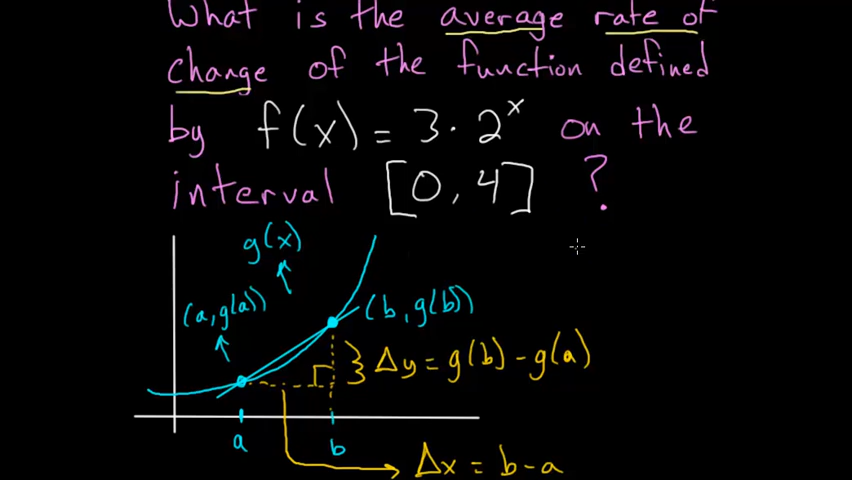 What is the average rate of
change of the function defined
by f(x) = 3 · 2^x on the
interval [0, 4] ?
g(x)
(a, g(a))
(b, g(b))
Δy = g(b) - g(a)
a
b
Δx = b - a